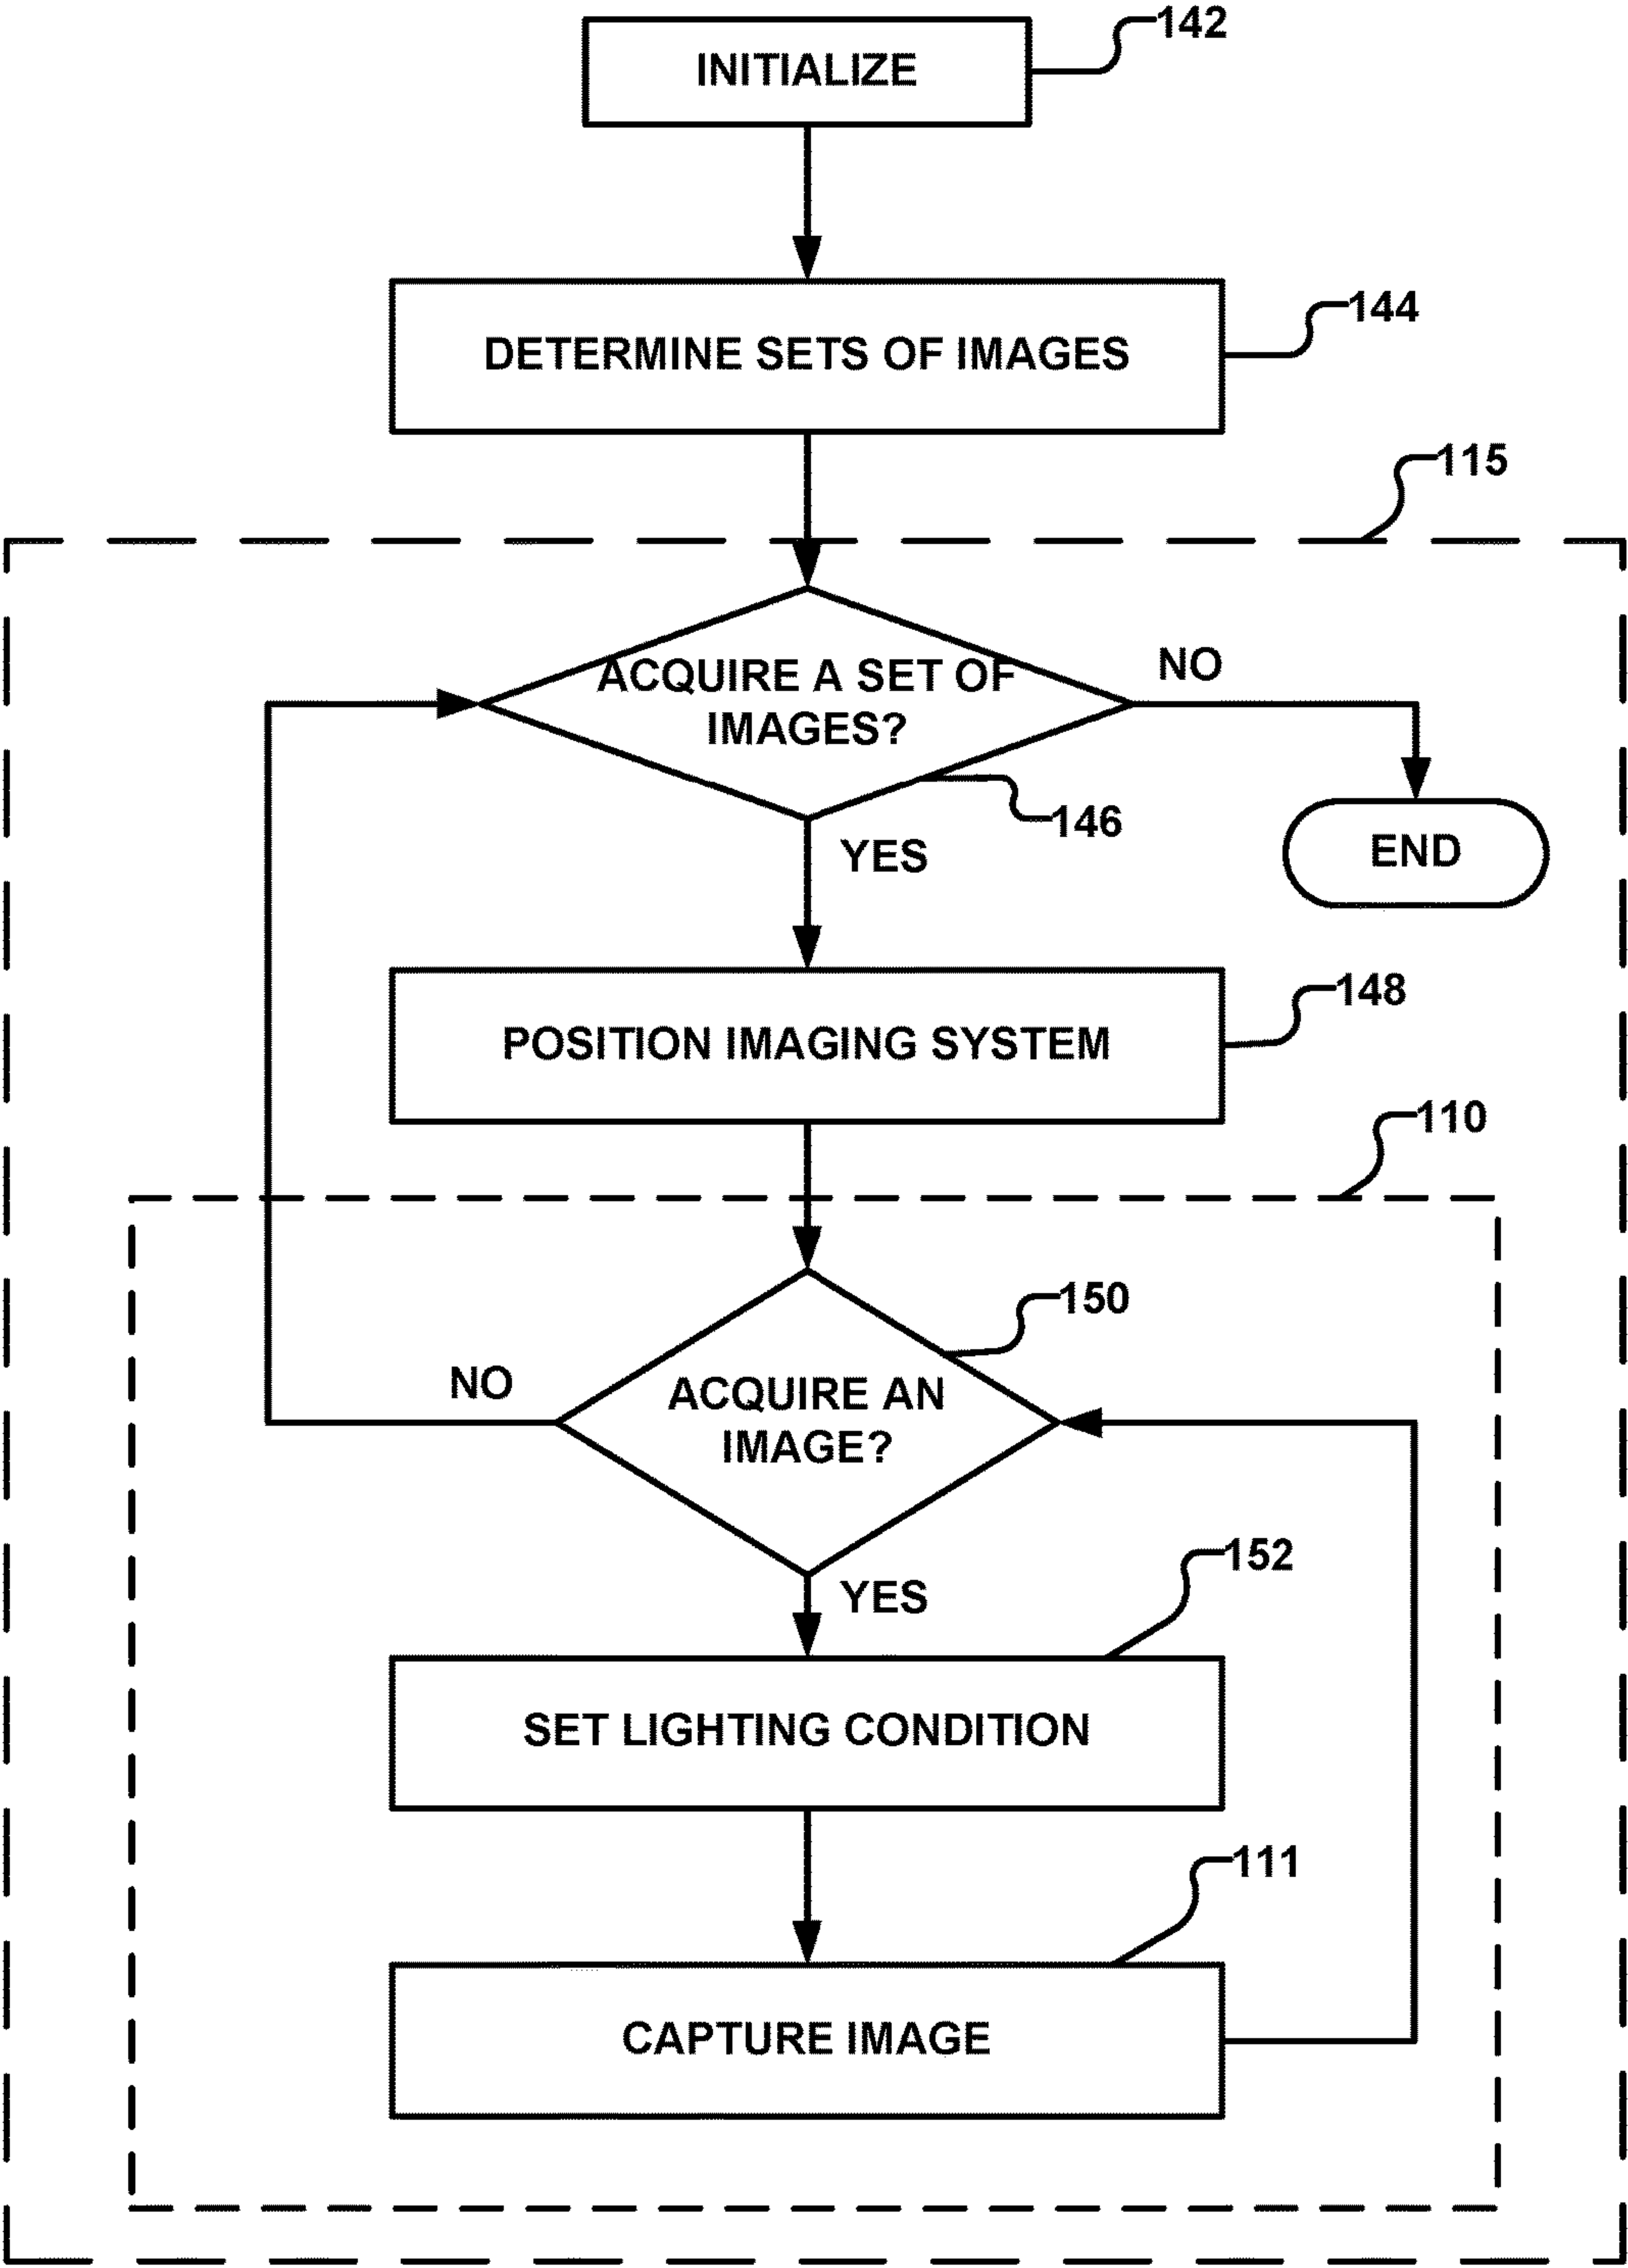 142
INITIALIZE
144
DETERMINE SETS OF IMAGES
115
ACQUIRE A SET OF
IMAGES?
NO
146
END
YES
148
POSITION IMAGING SYSTEM
110
150
ACQUIRE AN
IMAGE?
NO
YES
152
SET LIGHTING CONDITION
111
CAPTURE IMAGE